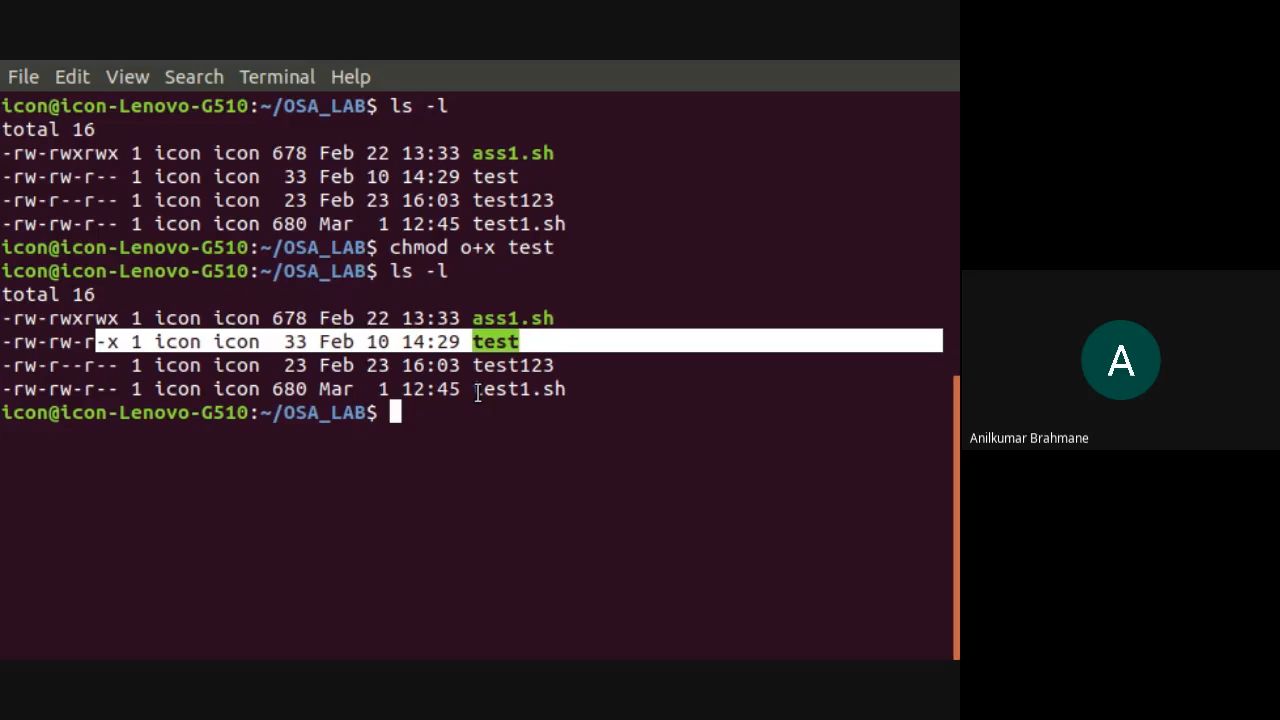 File Edit View Search Terminal Help
icon@icon-Lenovo-G510:~/OSA_LAB$ ls -l
total 16
-rw-rwxrwx 1 icon icon 678 Feb 22 13:33 ass1.sh
-rw-rw-r-- 1 icon icon  33 Feb 10 14:29 test
-rw-r--r-- 1 icon icon  23 Feb 23 16:03 test123
-rw-rw-r-- 1 icon icon 680 Mar  1 12:45 test1.sh
icon@icon-Lenovo-G510:~/OSA_LAB$ chmod o+x test
icon@icon-Lenovo-G510:~/OSA_LAB$ ls -l
total 16
-rw-rwxrwx 1 icon icon 678 Feb 22 13:33 ass1.sh
-rw-rw-r-x 1 icon icon  33 Feb 10 14:29 test
-rw-r--r-- 1 icon icon  23 Feb 23 16:03 test123
-rw-rw-r-- 1 icon icon 680 Mar  1 12:45 test1.sh
icon@icon-Lenovo-G510:~/OSA_LAB$
A
Anilkumar Brahmane